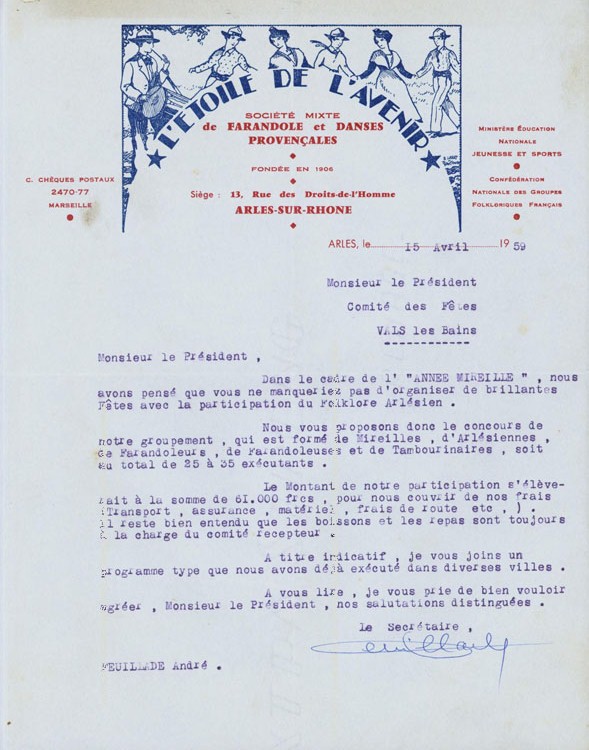 L'ÉTOILE DE L'AVENIR
SOCIÉTÉ MIXTE
de FARANDOLE et DANSES
PROVENÇALES
FONDÉE EN 1906
Siège : 13, Rue des Droits-de-l'Homme
ARLES-SUR-RHONE
C. CHÈQUES POSTAUX
2470-77
MARSEILLE
MINISTÈRE ÉDUCATION
NATIONALE
JEUNESSE ET SPORTS
CONFÉDÉRATION
NATIONALE DES GROUPES
FOLKLORIQUES FRANÇAIS
ARLES, le 15 Avril 1959
Monsieur le Président
Comité des Fêtes
VALS les Bains
------------
Monsieur le Président ,
Dans le cadre de l' "ANNEE MIREILLE " , nous
avons pensé que vous ne manqueriez pas d'organiser de brillantes
Fêtes avec la participation du Folklore Arlésien .
Nous vous proposons donc le concours de
notre groupement , qui est formé de Mireilles , d'Arlésiennes ,
de Farandoleurs , de Farandoleuses et de Tambourinaires , soit
au total de 25 à 35 exécutants .
Le Montant de notre participation s'élève-
rait à la somme de 61.000 frcs , pour nous couvrir de nos frais
(Transport , assurance , matériel , frais de route etc , ) .
Il reste bien entendu que les boissons et les repas sont toujours
à la charge du comité recepteur .
A titre indicatif , je vous joins un
programme type que nous avons déjà exécuté dans diverses villes .
A vous lire , je vous prie de bien vouloir
agréer , Monsieur le Président , nos salutations distinguées .
Le Secrétaire ,
FEUILLADE André .